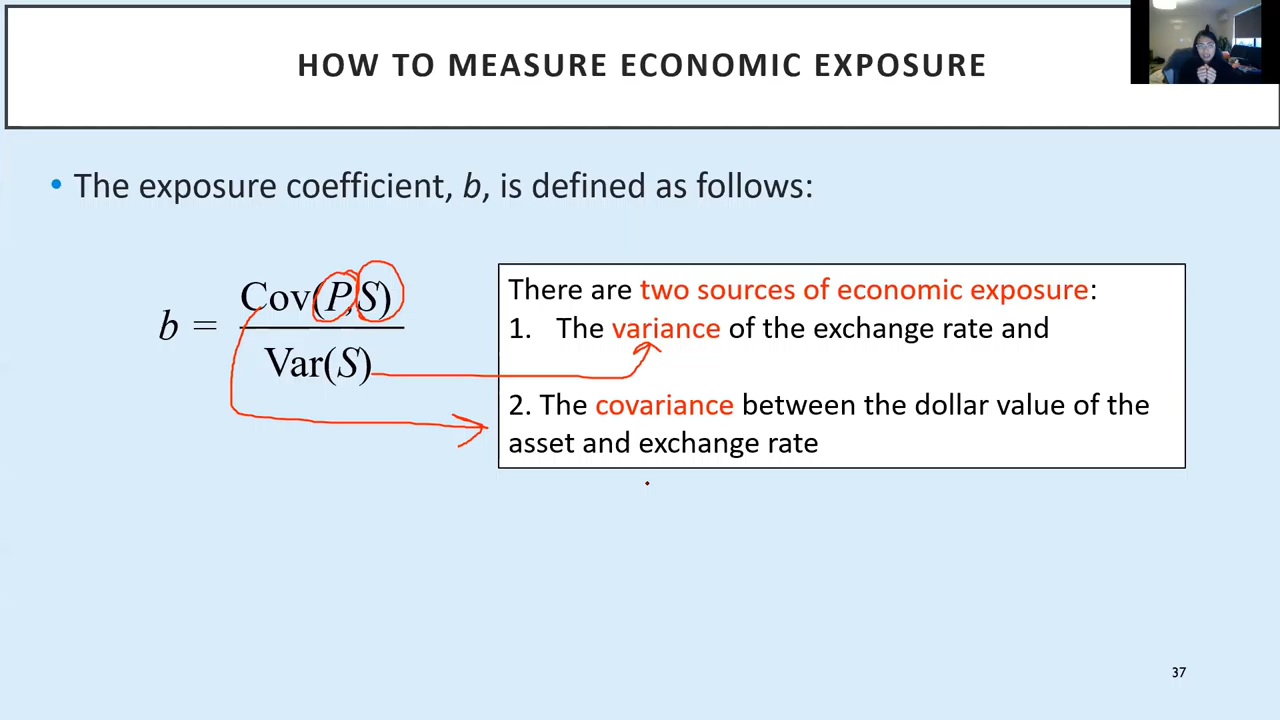 HOW TO MEASURE ECONOMIC EXPOSURE
• The exposure coefficient, b, is defined as follows:
b = Cov(P,S) / Var(S)
There are two sources of economic exposure:
1. The variance of the exchange rate and
2. The covariance between the dollar value of the
asset and exchange rate
37